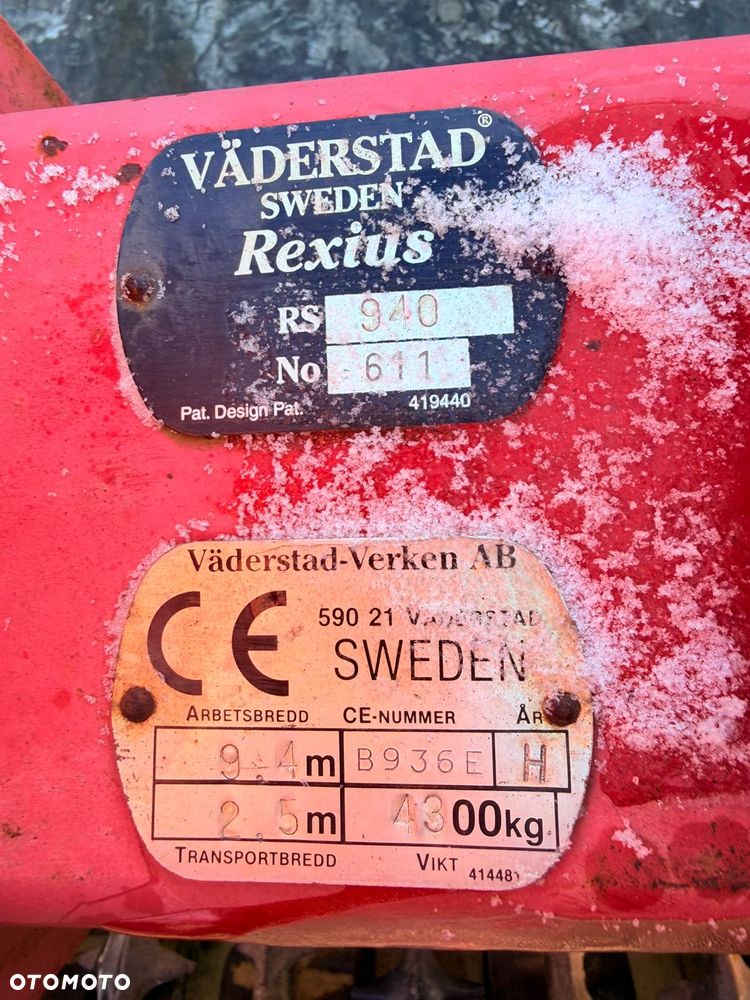 VÄDERSTAD®
SWEDEN
Rexius
RS 940
No 611
Pat. Design Pat. 419440
Väderstad-Verken AB
CE
590 21 VÄDERSTAD
SWEDEN
ARBETSBREDD CE-NUMMER ÅR
9,4m B936E H
2,5m 4300kg
TRANSPORTBREDD VIKT
OTOMOTO